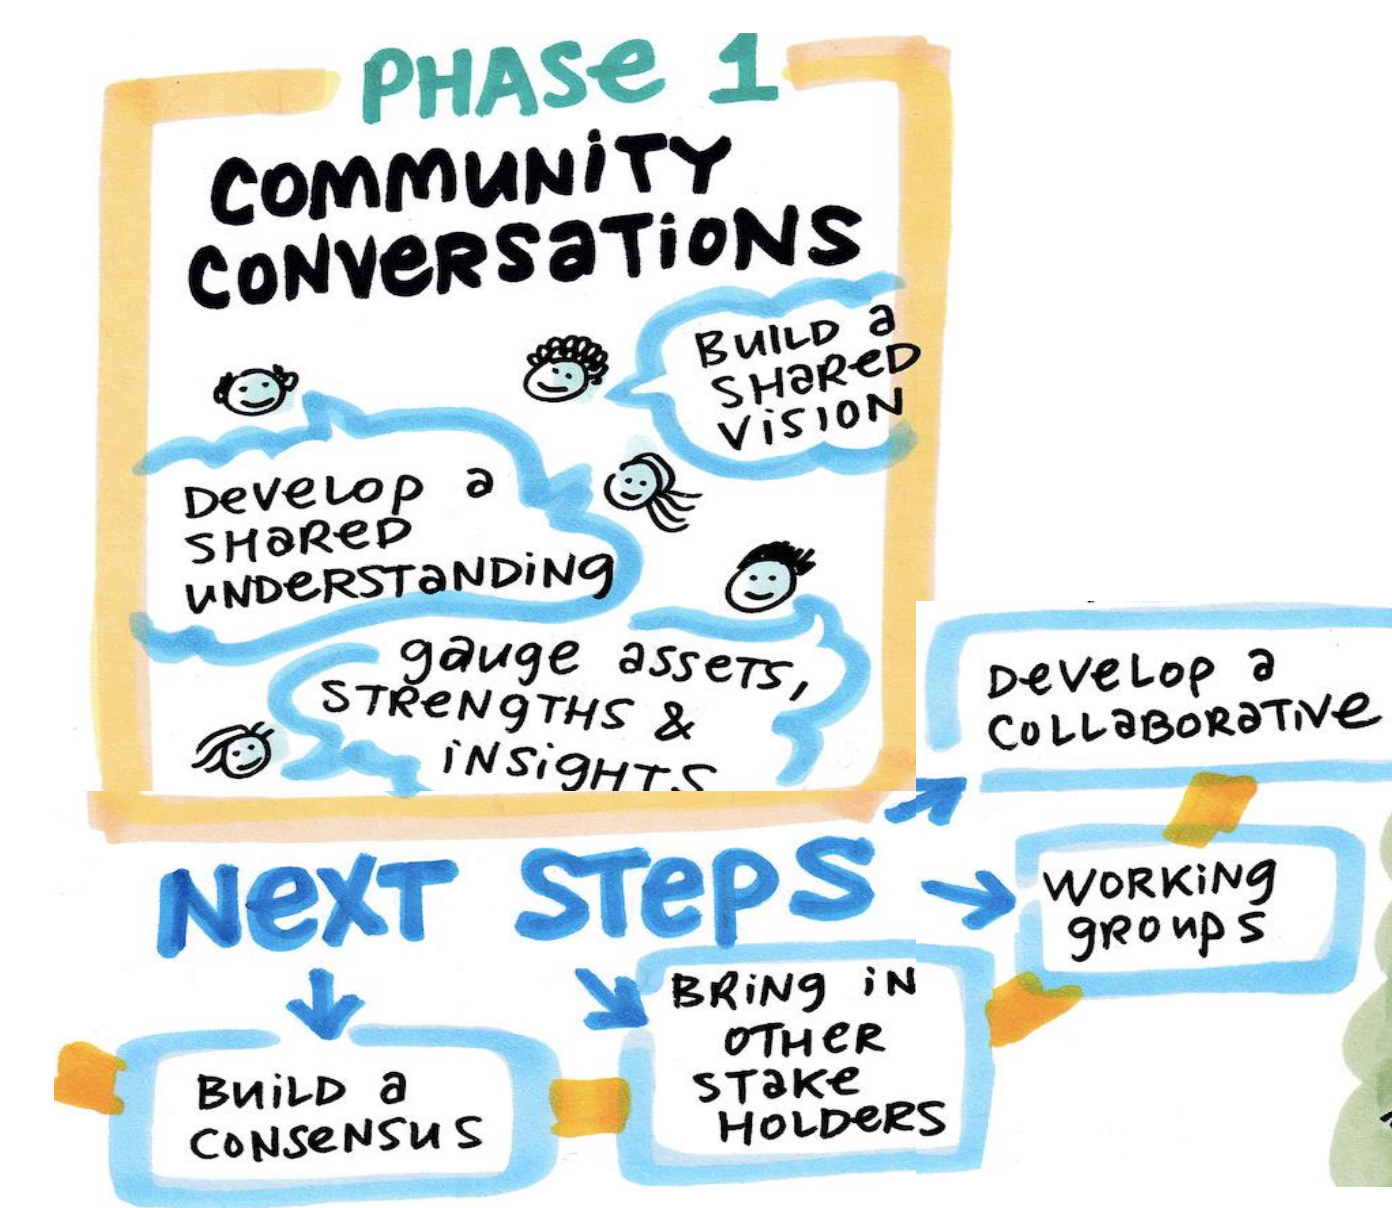 PHASe 1
COMMUNiTY
CONVeRSaTiONS
BUILD a
SHaReD
ViSION
DeVeLOp a
SHaReD
UNDeRSTaNDiNg
gauge assets,
STReNgTHS &
iNSigHTS
NeXT STepS
DeVeLop a
COLLaBORaTiVe
WORKiNg
gROupS
BRiNg iN
OTHeR
STaKe
HOLDeRS
BuiLD a
CONSeNSuS